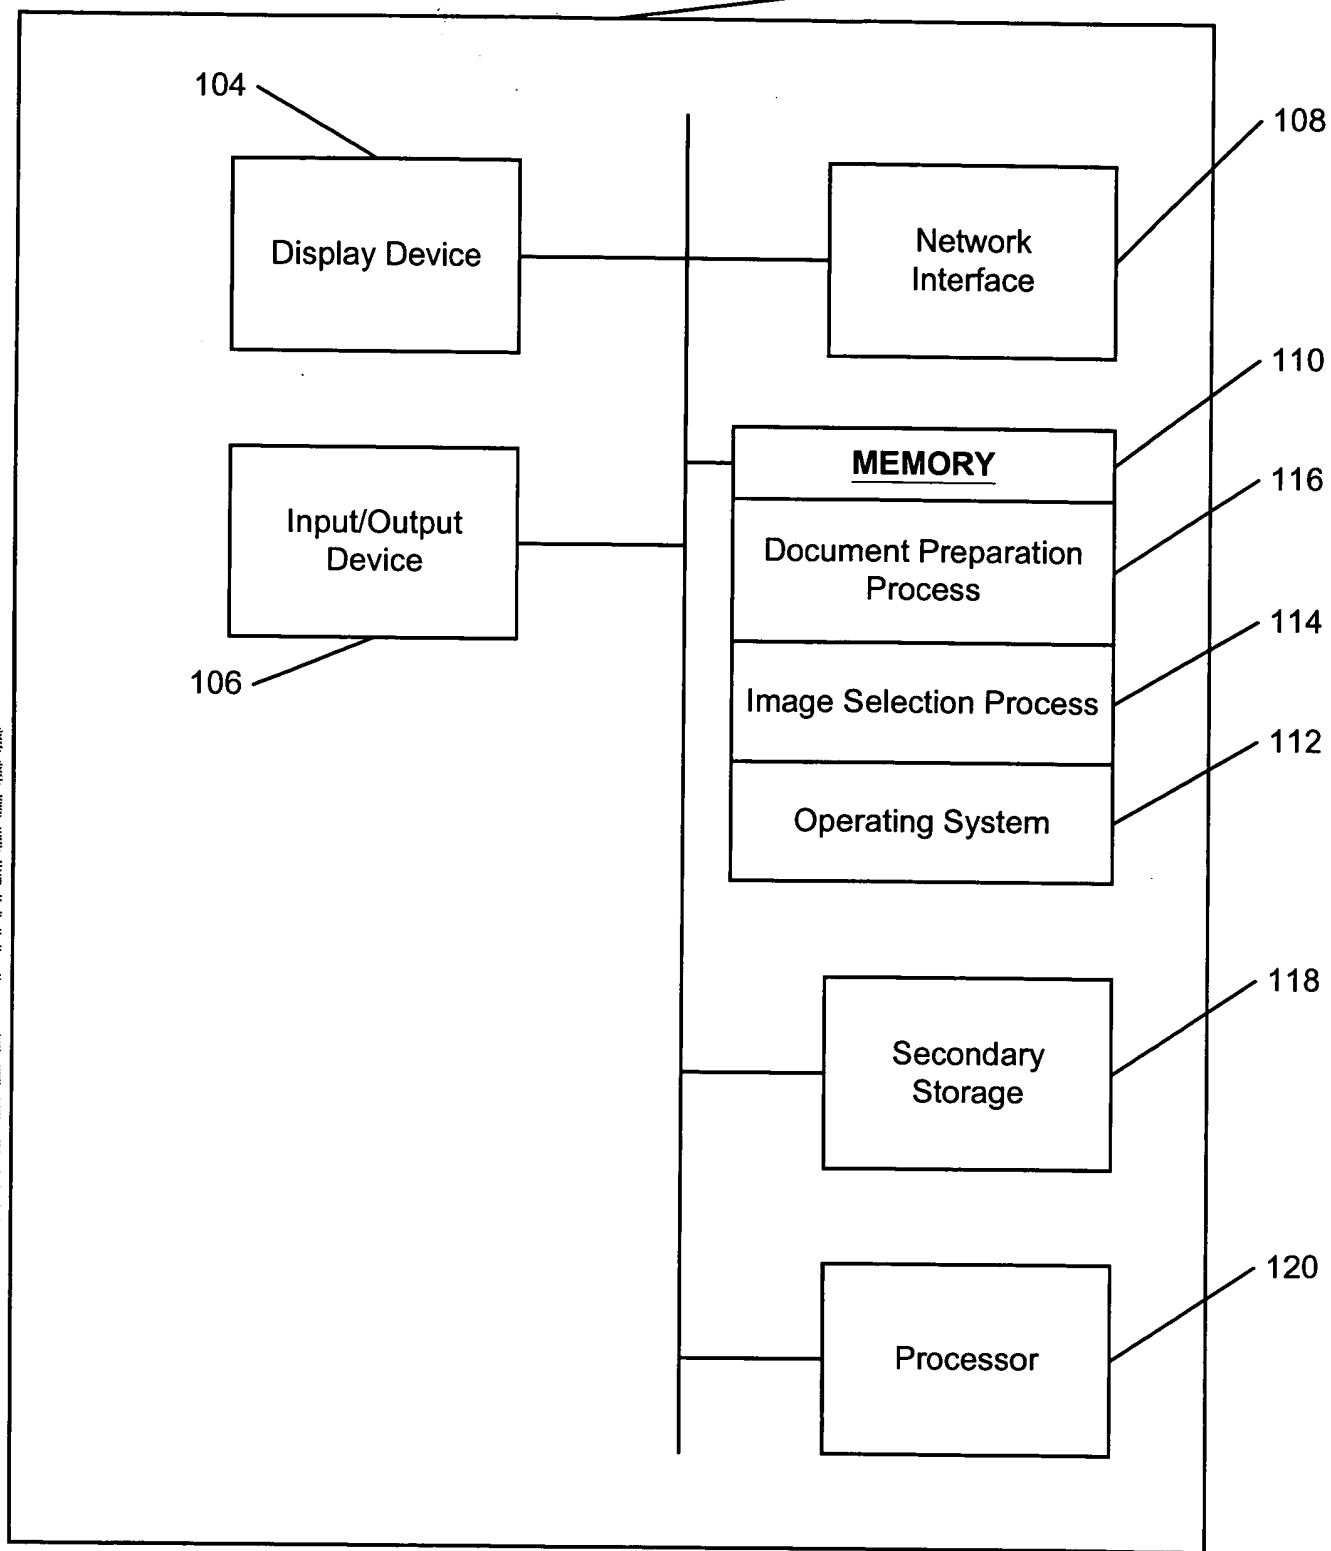 104
108
Display Device
Network
Interface
110
MEMORY
116
Input/Output
Device
Document Preparation
Process
114
106
Image Selection Process
112
Operating System
118
Secondary
Storage
120
Processor